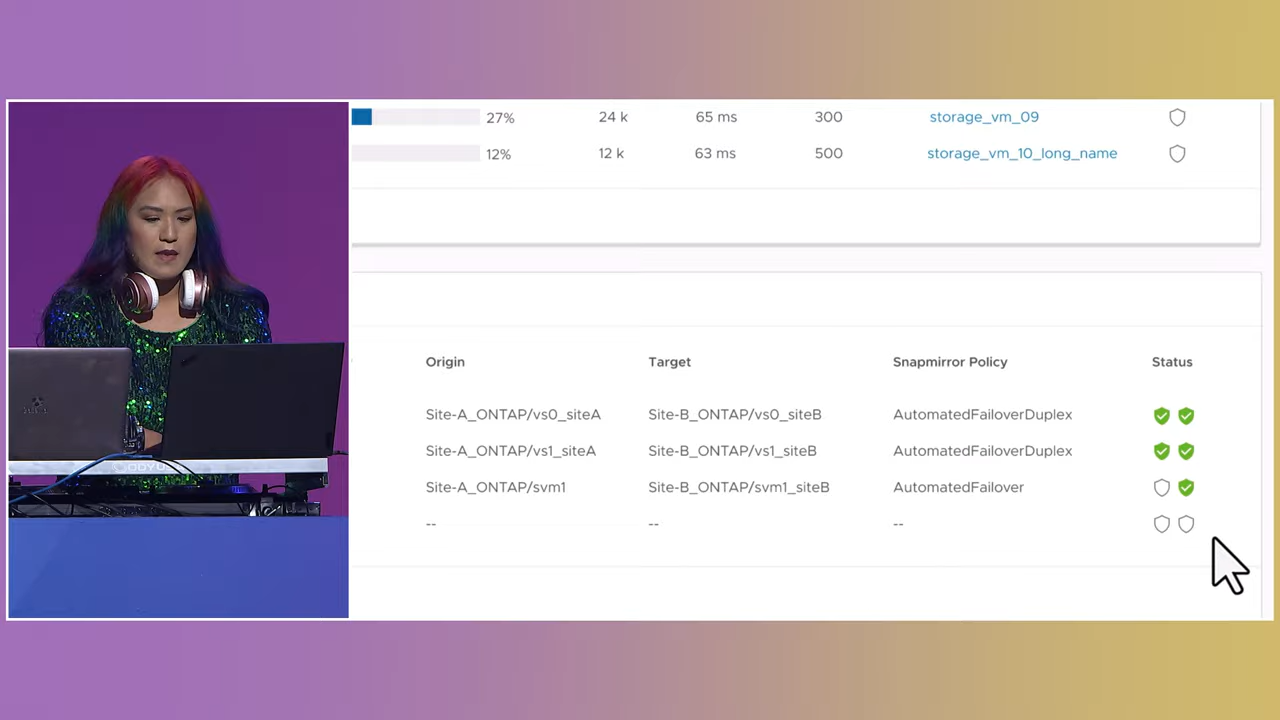 27% 24 k 65 ms 300 storage_vm_09
12% 12 k 63 ms 500 storage_vm_10_long_name
Origin Target Snapmirror Policy Status
Site-A_ONTAP/vs0_siteA Site-B_ONTAP/vs0_siteB AutomatedFailoverDuplex
Site-A_ONTAP/vs1_siteA Site-B_ONTAP/vs1_siteB AutomatedFailoverDuplex
Site-A_ONTAP/svm1 Site-B_ONTAP/svm1_siteB AutomatedFailover
-- -- --